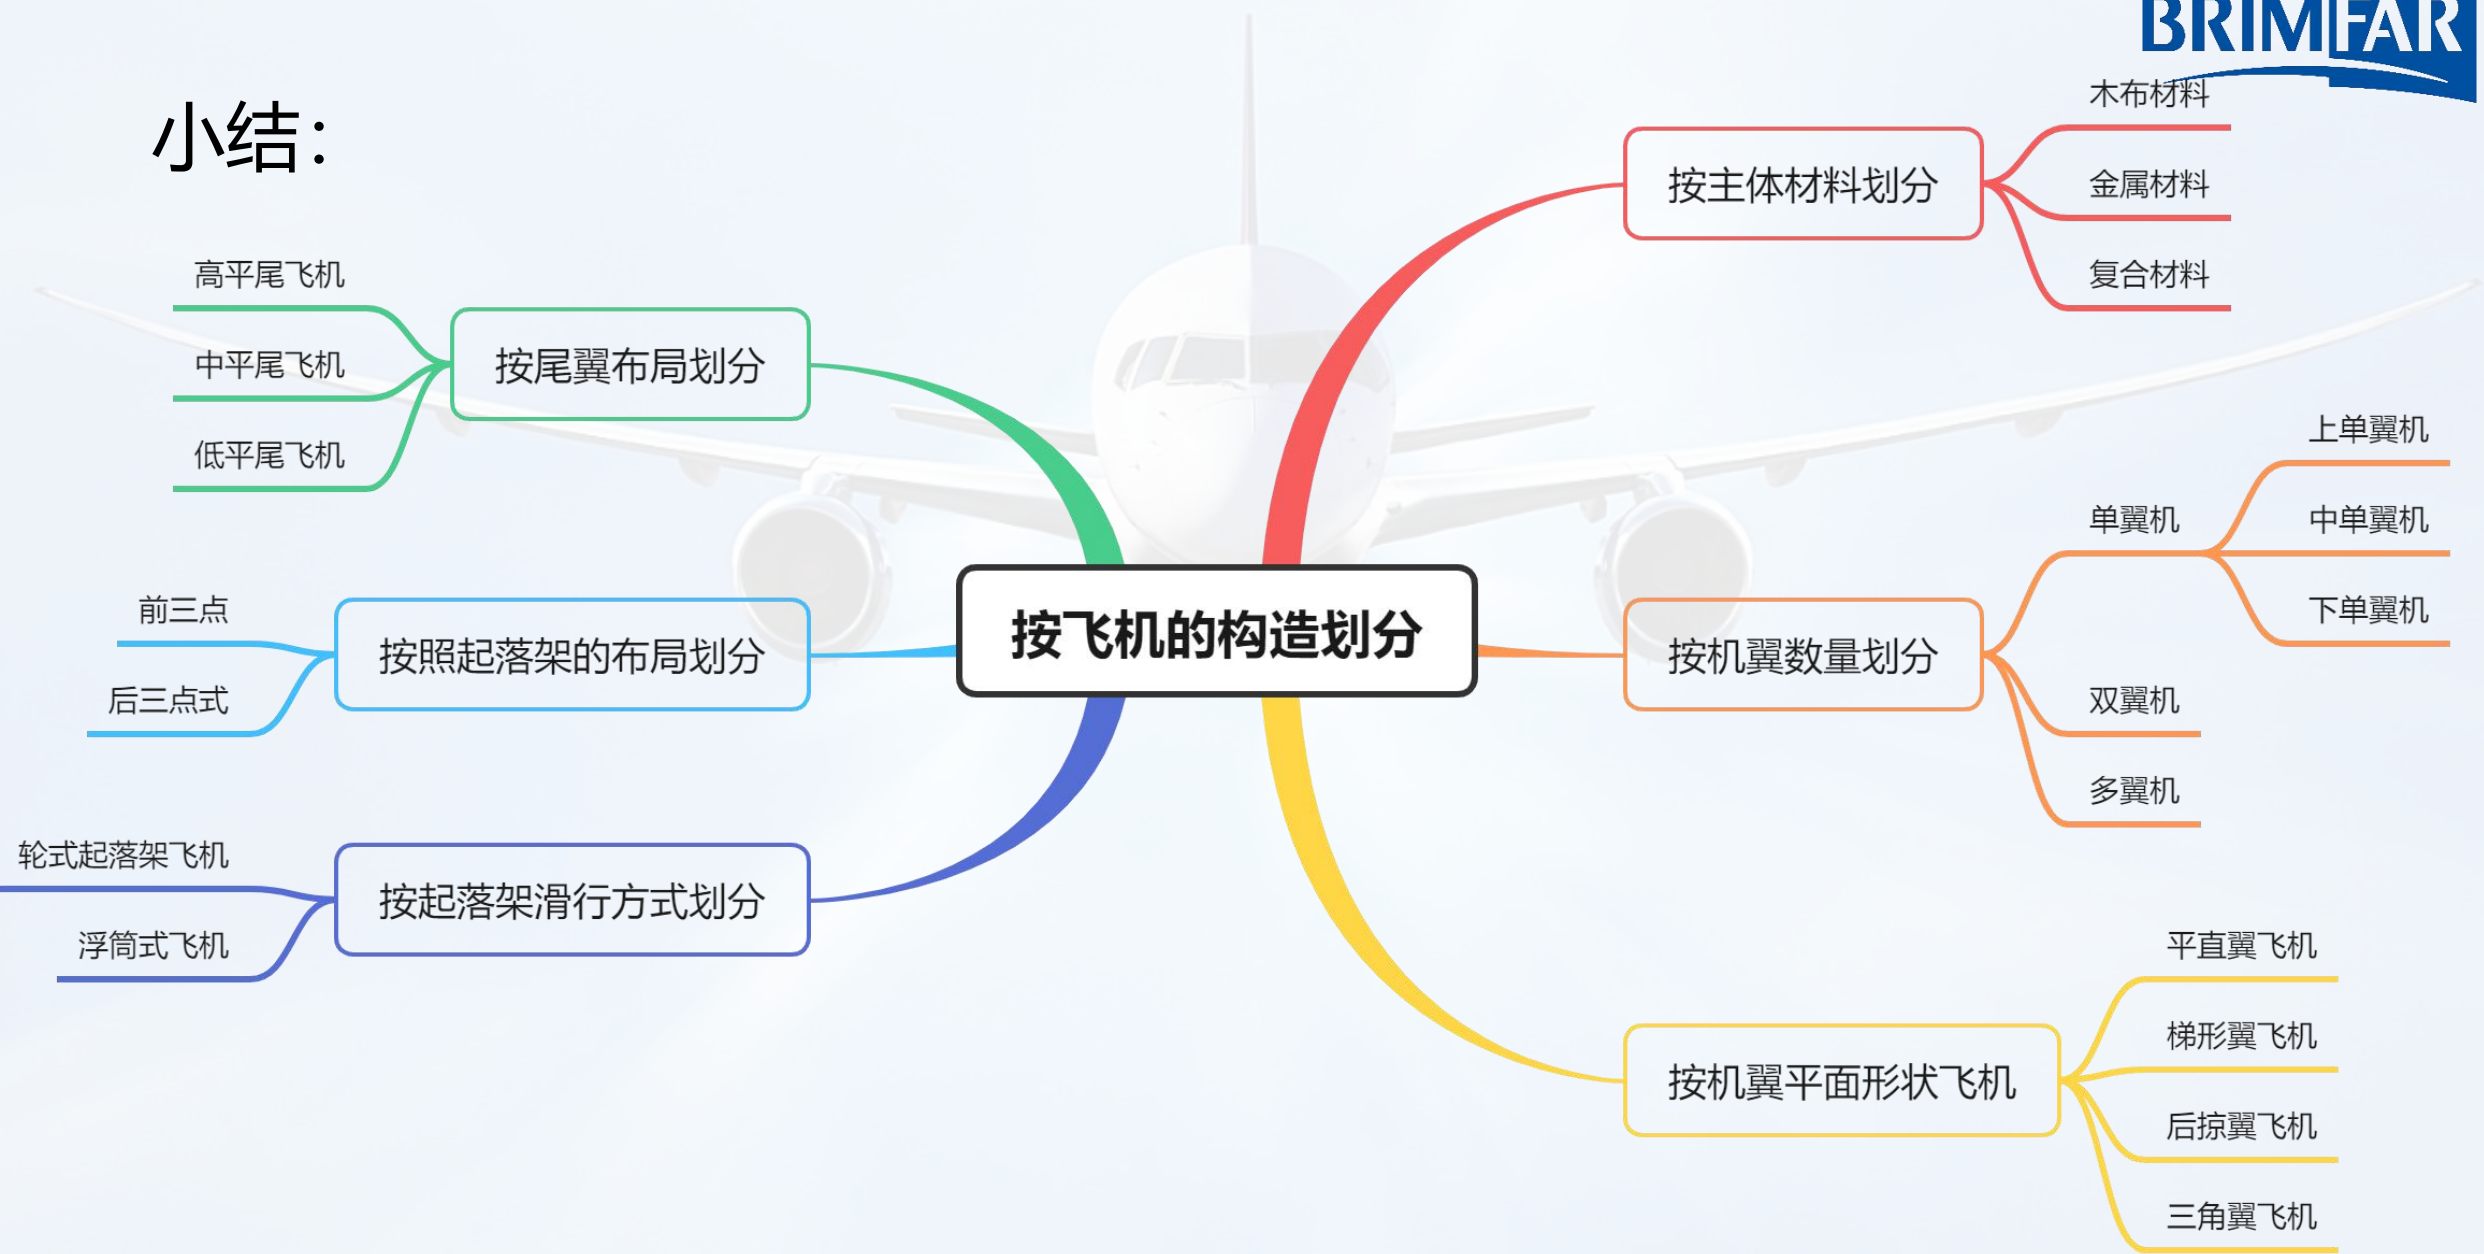 BRIMFAR
小结：
按飞机的构造划分
按主体材料划分
木布材料
金属材料
复合材料
按机翼数量划分
单翼机
上单翼机
中单翼机
下单翼机
双翼机
多翼机
按机翼平面形状飞机
平直翼飞机
梯形翼飞机
后掠翼飞机
三角翼飞机
按尾翼布局划分
高平尾飞机
中平尾飞机
低平尾飞机
按照起落架的布局划分
前三点
后三点式
按起落架滑行方式划分
轮式起落架飞机
浮筒式飞机